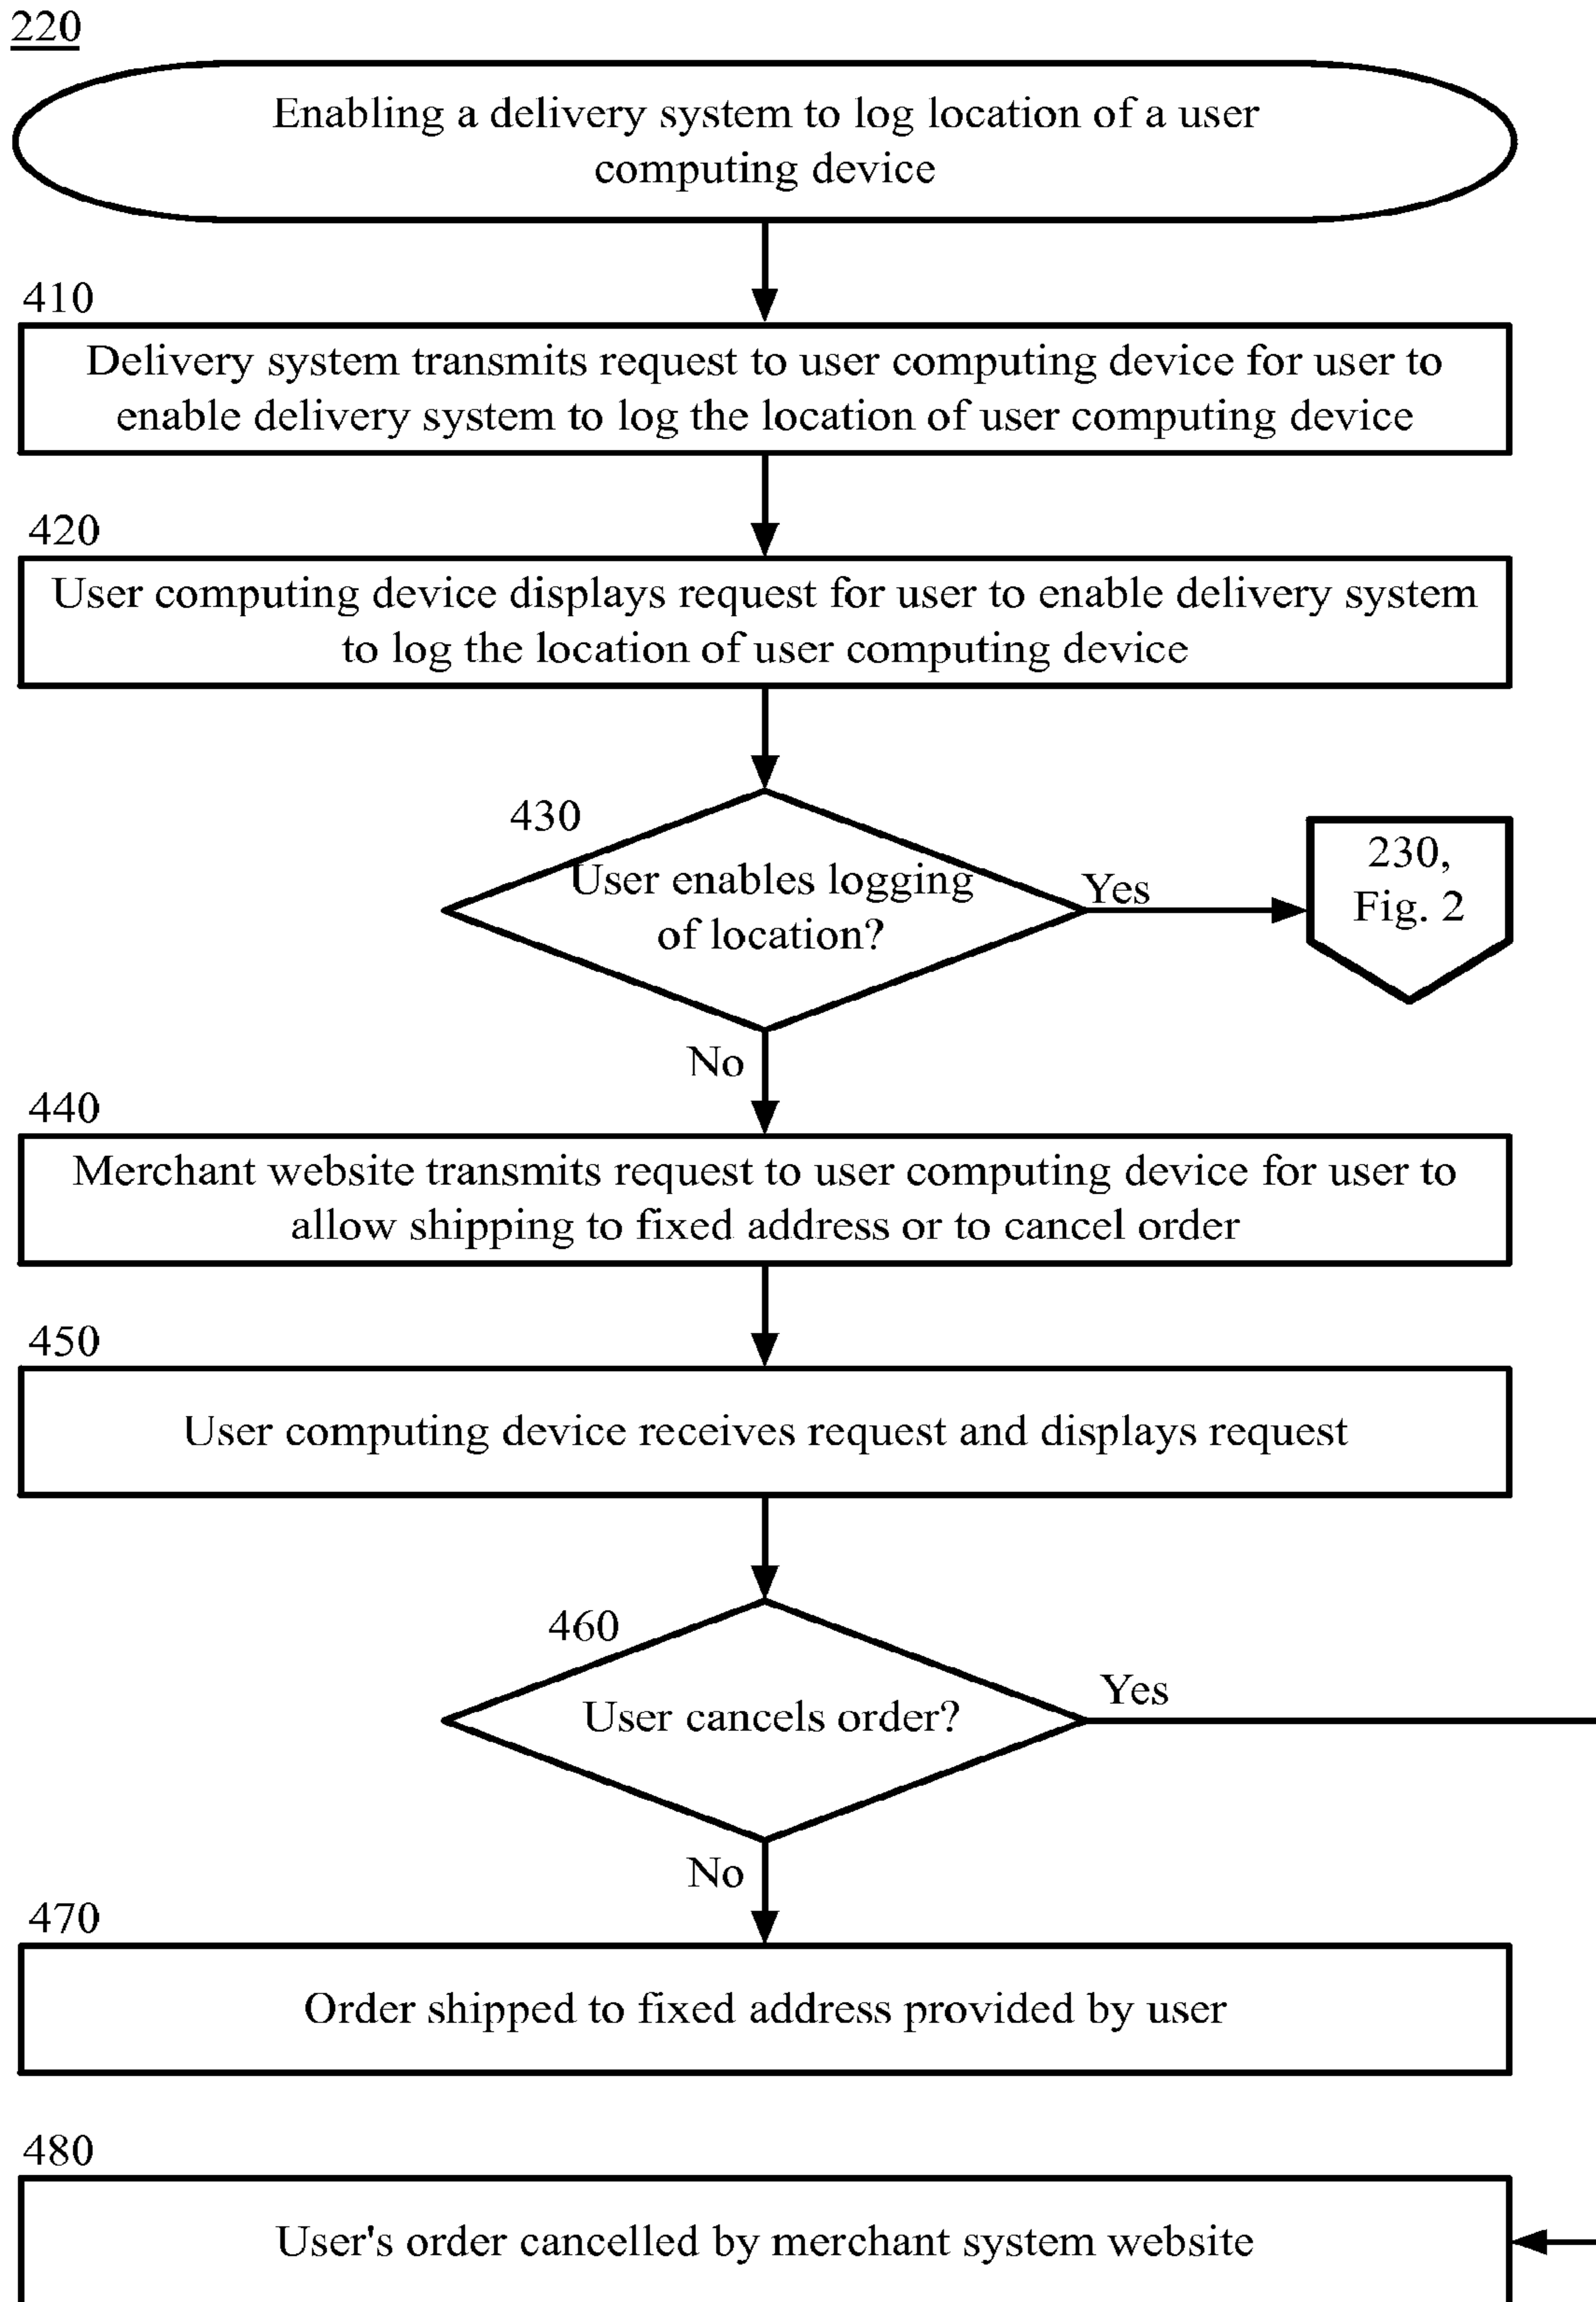 220
Enabling a delivery system to log location of a user
computing device
410
Delivery system transmits request to user computing device for user to
enable delivery system to log the location of user computing device
420
User computing device displays request for user to enable delivery system
to log the location of user computing device
430
User enables logging
of location?
Yes
230,
Fig. 2
No
440
Merchant website transmits request to user computing device for user to
allow shipping to fixed address or to cancel order
450
User computing device receives request and displays request
460
User cancels order?
Yes
No
470
Order shipped to fixed address provided by user
480
User's order cancelled by merchant system website